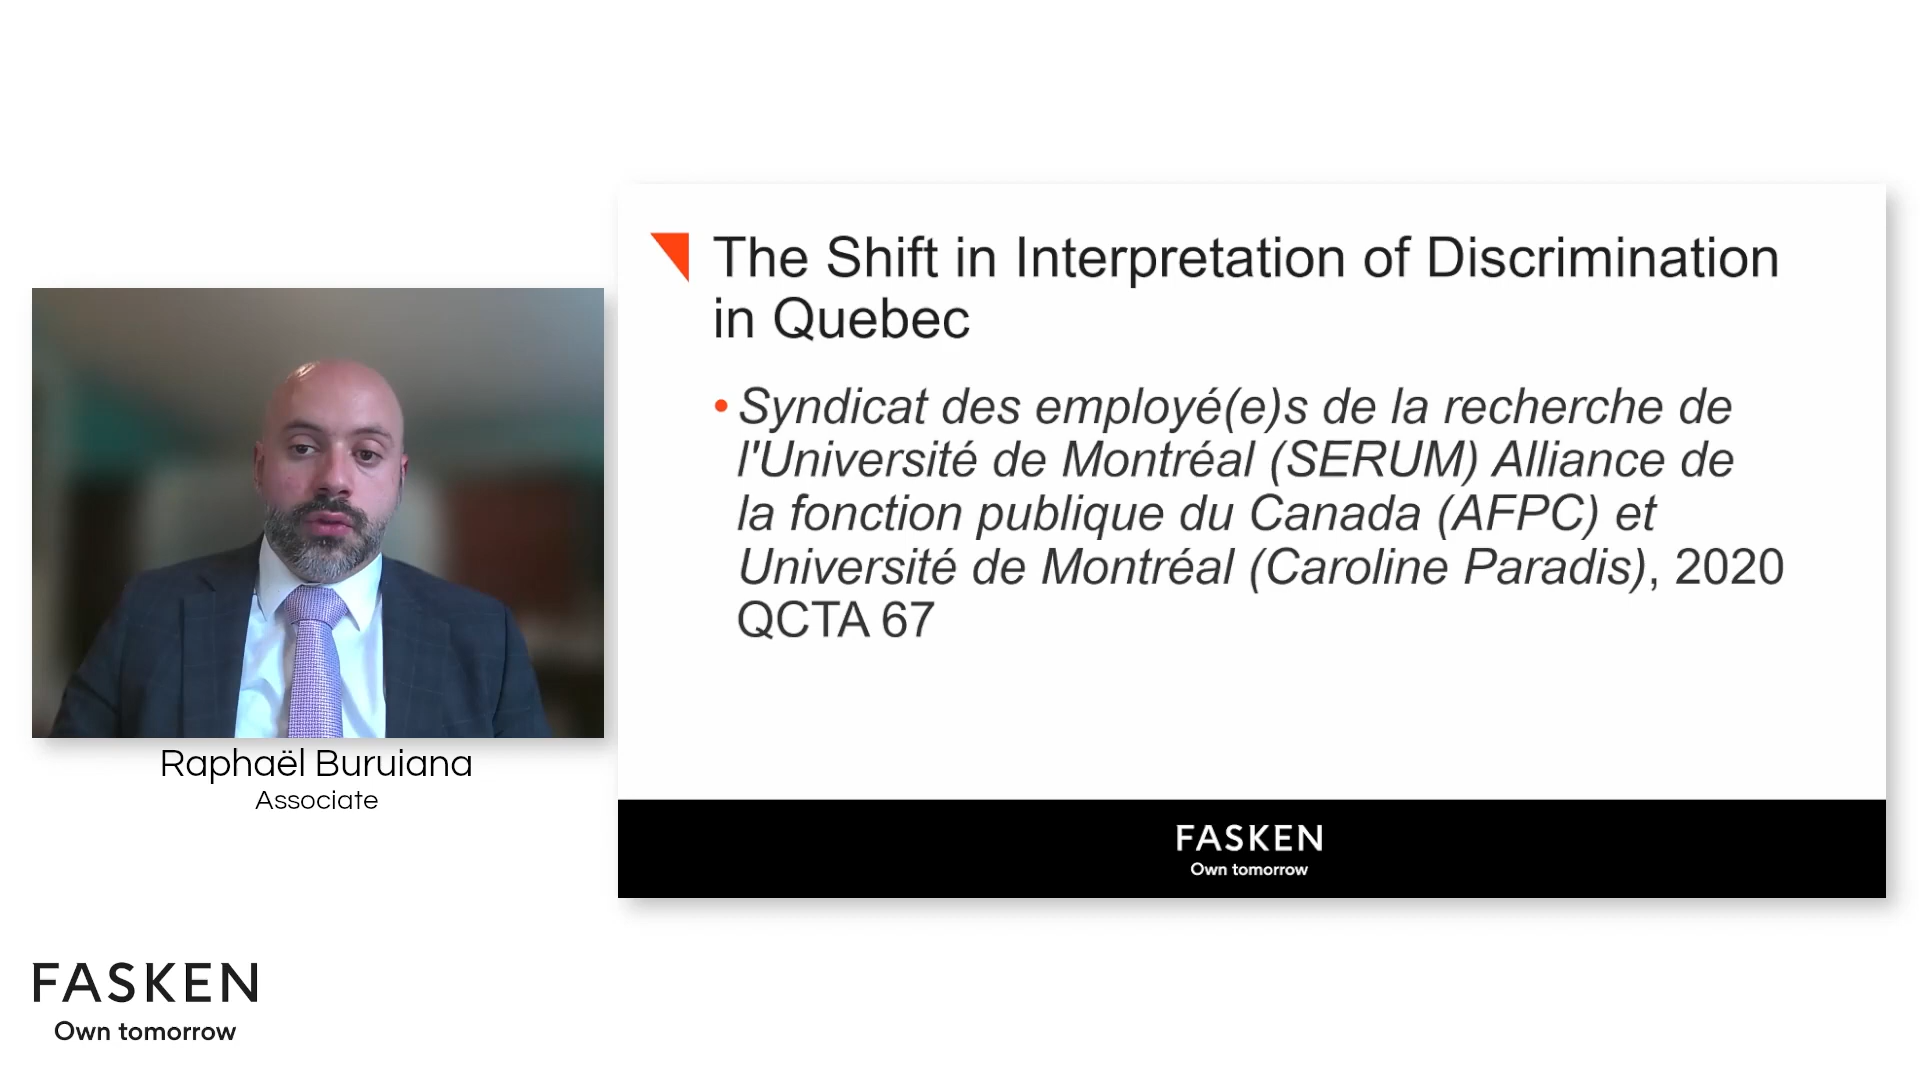 The Shift in Interpretation of Discrimination
in Quebec
• Syndicat des employé(e)s de la recherche de
l'Université de Montréal (SERUM) Alliance de
la fonction publique du Canada (AFPC) et
Université de Montréal (Caroline Paradis), 2020
QCTA 67
FASKEN
Own tomorrow
Raphaël Buruiana
Associate
FASKEN
Own tomorrow